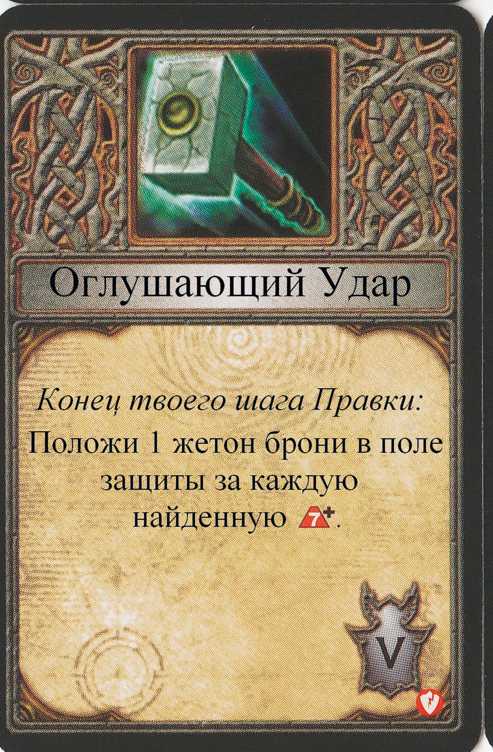 Оглушающий Удар
Конец твоего шага Правки:
Положи 1 жетон брони в поле
защиты за каждую
найденную 7+.
V